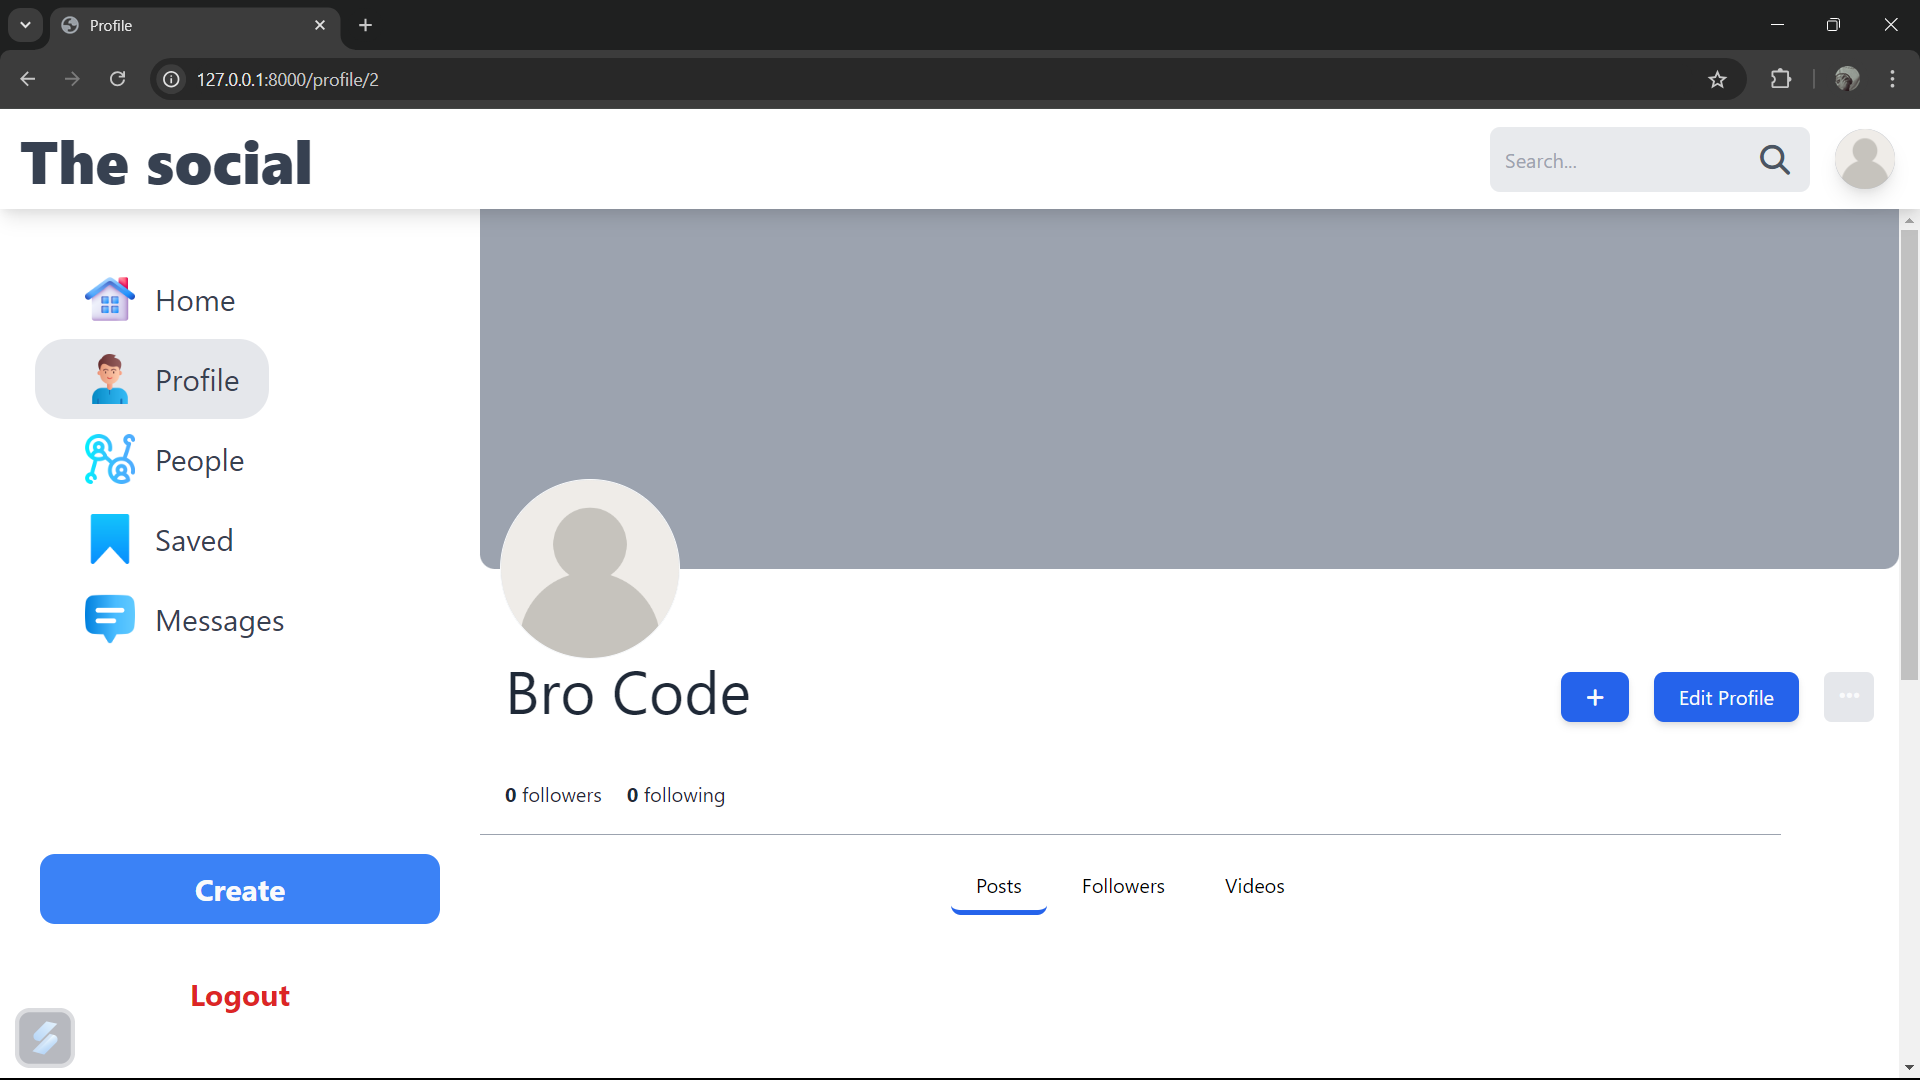 Profile
127.0.0.1:8000/profile/2
The social
Search...
Home
Profile
People
Saved
Messages
Bro Code
+
Edit Profile
...
0 followers 0 following
Posts Followers Videos
Create
Logout